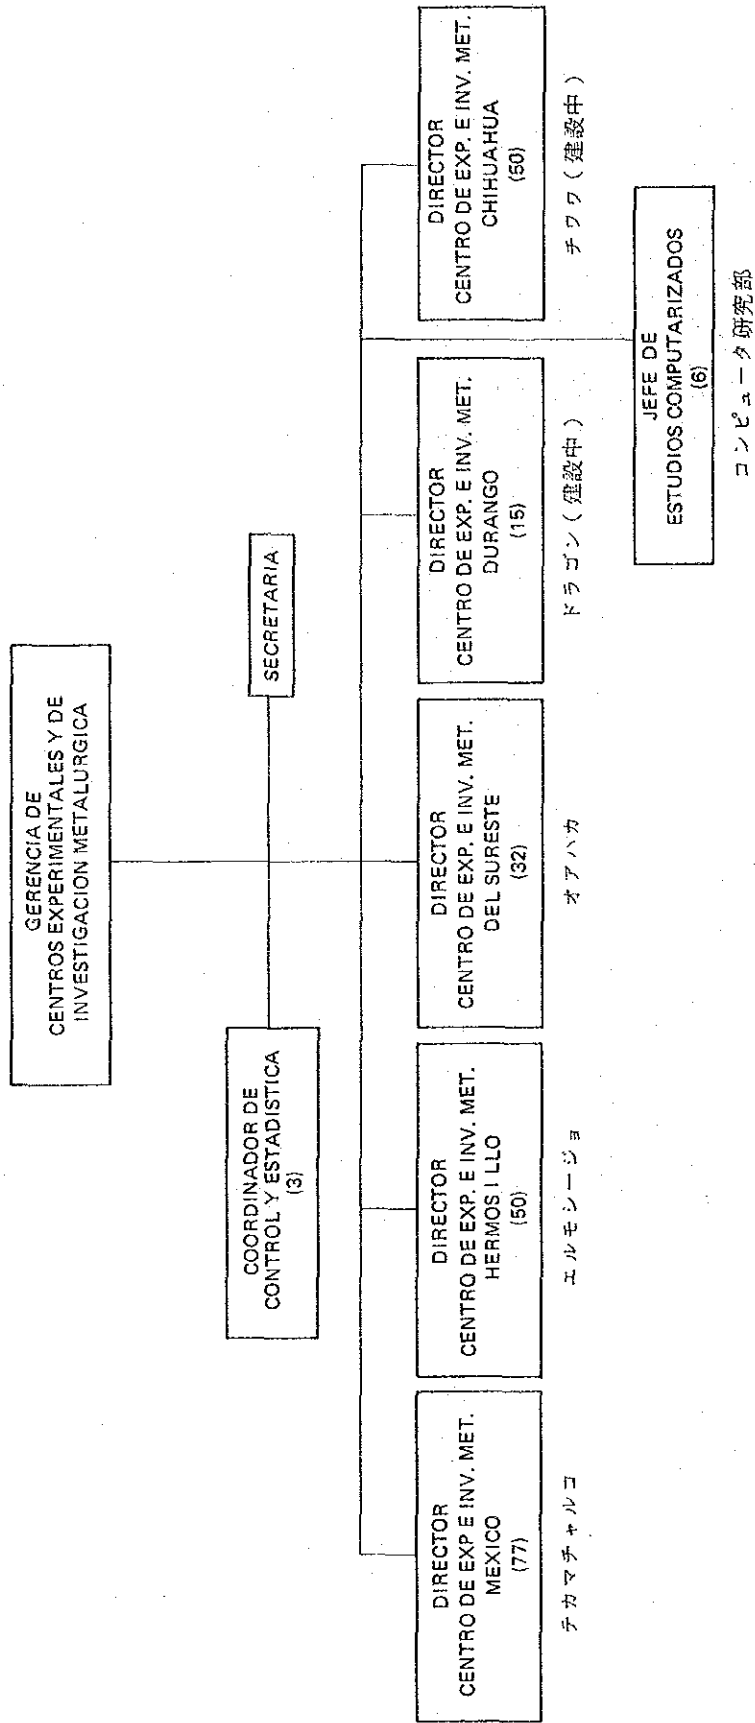 GERENCIA DE
CENTROS EXPERIMENTALES Y DE
INVESTIGACION METALURGICA
COORDINADOR DE
CONTROL Y ESTADISTICA
(3)
SECRETARIA
DIRECTOR
CENTRO DE EXP E INV. MET.
MEXICO
(77)
テカマチャルコ
DIRECTOR
CENTRO DE EXP. E INV. MET.
HERMOS I LLO
(50)
エルモシージョ
DIRECTOR
CENTRO DE EXP. E INV. MET.
DEL SURESTE
(32)
オアハカ
DIRECTOR
CENTRO DE EXP. E INV. MET.
DURANGO
(15)
ドラゴン(建設中)
DIRECTOR
CENTRO DE EXP. E INV. MET.
CHIHUAHUA
(50)
チワワ(建設中)
JEFE DE
ESTUDIOS COMPUTARIZADOS
(6)
コンピュータ研究部